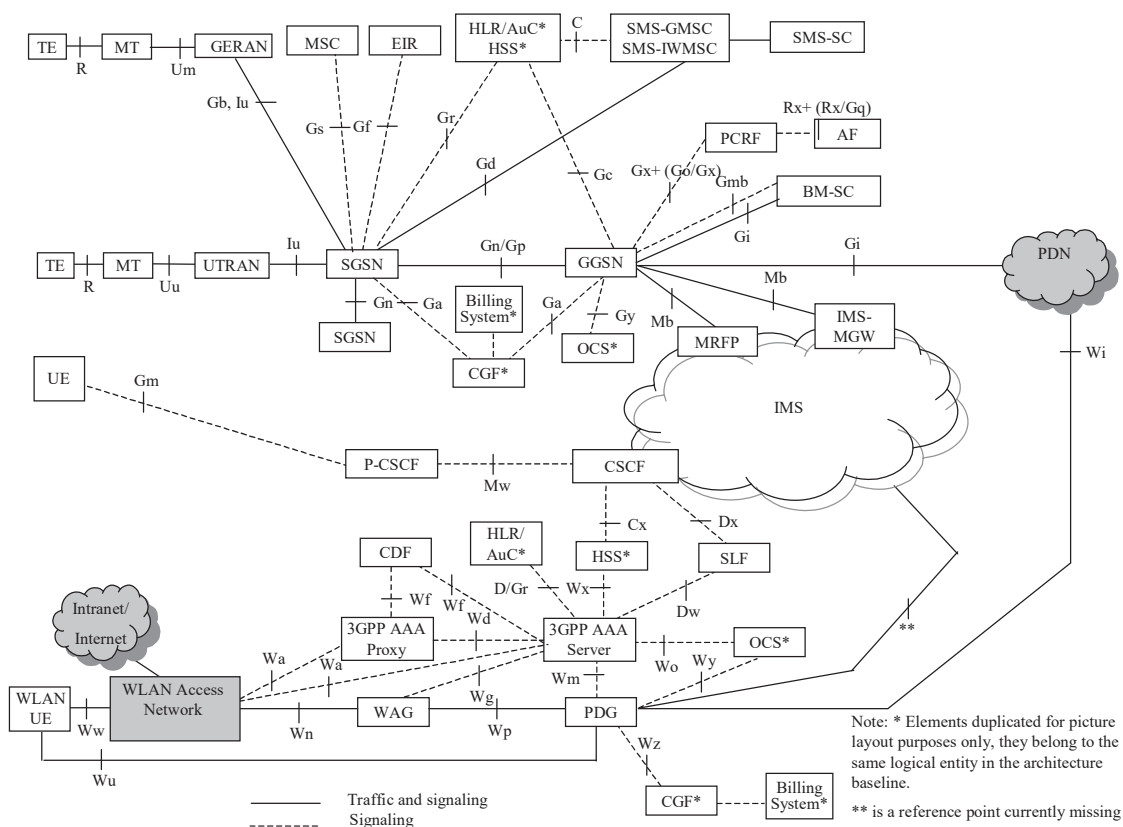 TE
R
MT
Um
GERAN
MSC
EIR
HLR/AuC*
HSS*
C
SMS-GMSC
SMS-IWMSC
SMS-SC
Gb, Iu
Gs
Gf
Gr
Gd
Gc
Rx+ (Rx/Gq)
PCRF
AF
Gx+ (Go/Gx)
Gmb
BM-SC
Gi
TE
R
MT
Uu
UTRAN
Iu
SGSN
Gn/Gp
GGSN
Gi
PDN
Gn
Ga
Billing
System*
Ga
Gy
Mb
Mb
SGSN
CGF*
OCS*
MRFP
IMS-
MGW
Wi
UE
Gm
IMS
P-CSCF
Mw
CSCF
Cx
Dx
HLR/
AuC*
HSS*
SLF
CDF
Wf
Wf
D/Gr
Wx
Dw
Intranet/
Internet
3GPP AAA
Proxy
Wd
3GPP AAA
Server
Wo
OCS*
**
Wa
Wa
Wg
Wm
Wy
WLAN
UE
Ww
WLAN Access
Network
Wn
WAG
Wp
PDG
Wu
Wz
CGF*
Billing
System*
Note: * Elements duplicated for picture
layout purposes only, they belong to the
same logical entity in the architecture
baseline.
** is a reference point currently missing
Traffic and signaling
Signaling